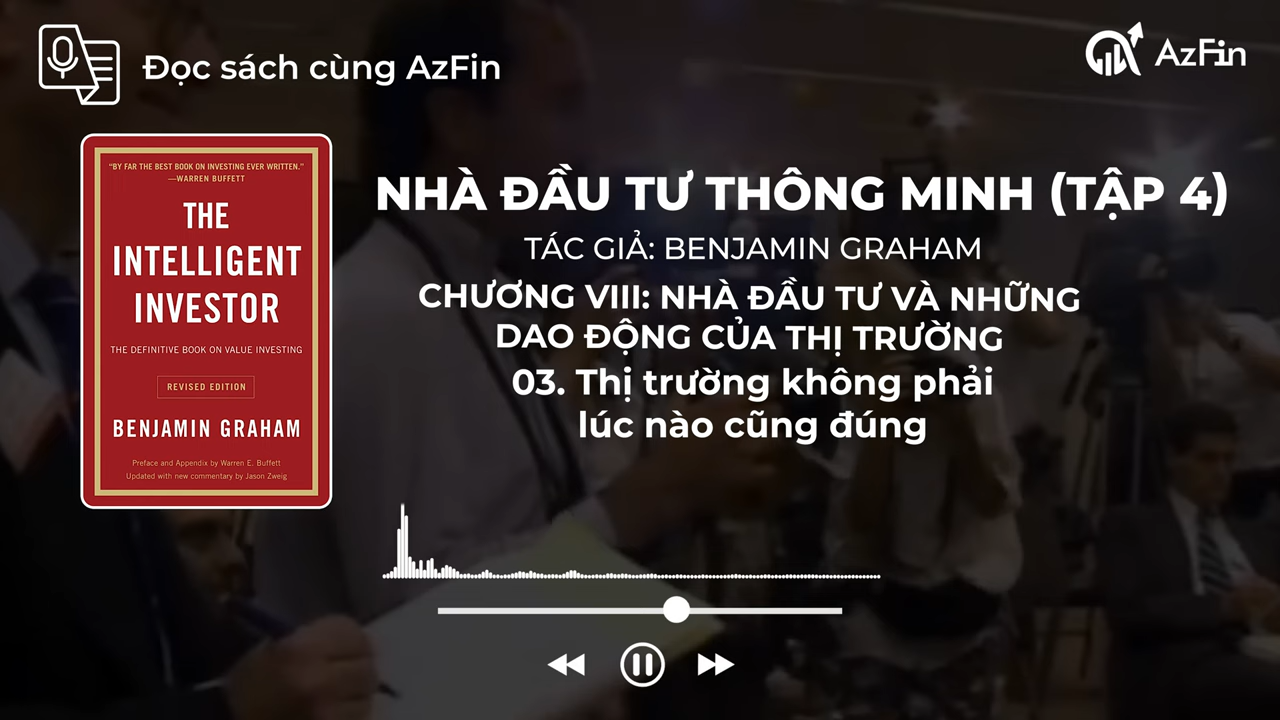 Đọc sách cùng AzFin
AzFin
"BY FAR THE BEST BOOK ON INVESTING EVER WRITTEN."
—WARREN BUFFETT
THE
INTELLIGENT
INVESTOR
THE DEFINITIVE BOOK ON VALUE INVESTING
REVISED EDITION
BENJAMIN GRAHAM
Preface and Appendix by Warren E. Buffett
Updated with new commentary by Jason Zweig
NHÀ ĐẦU TƯ THÔNG MINH (TẬP 4)
TÁC GIẢ: BENJAMIN GRAHAM
CHƯƠNG VIII: NHÀ ĐẦU TƯ VÀ NHỮNG
DAO ĐỘNG CỦA THỊ TRƯỜNG
03. Thị trường không phải
lúc nào cũng đúng